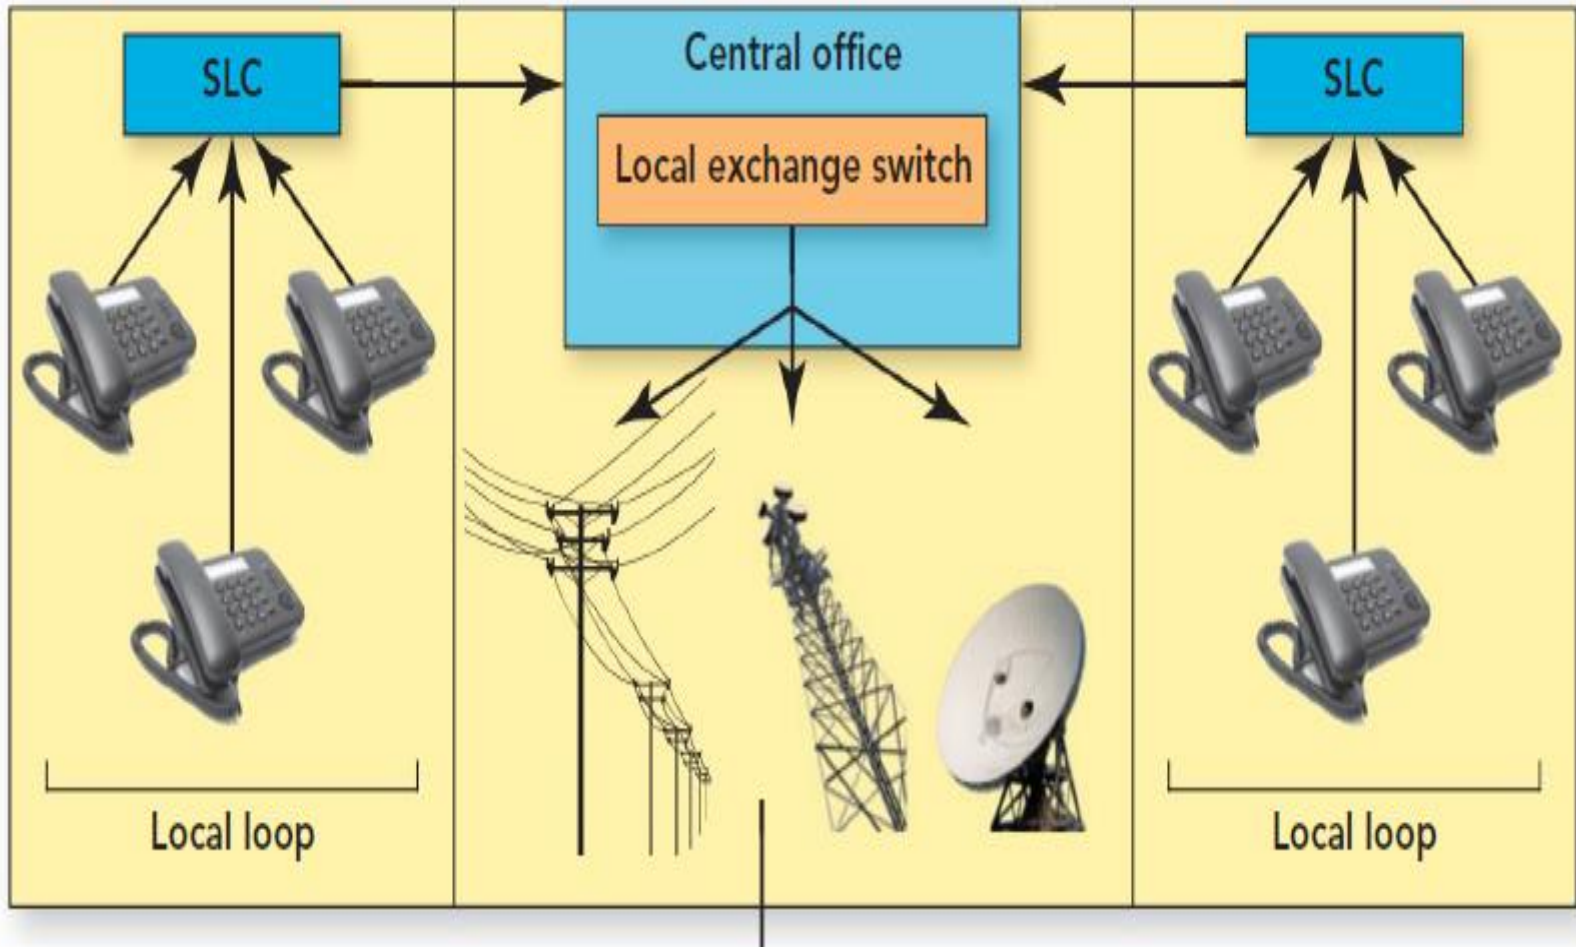 SLC
Central office
Local exchange switch
SLC
Local loop
Local loop